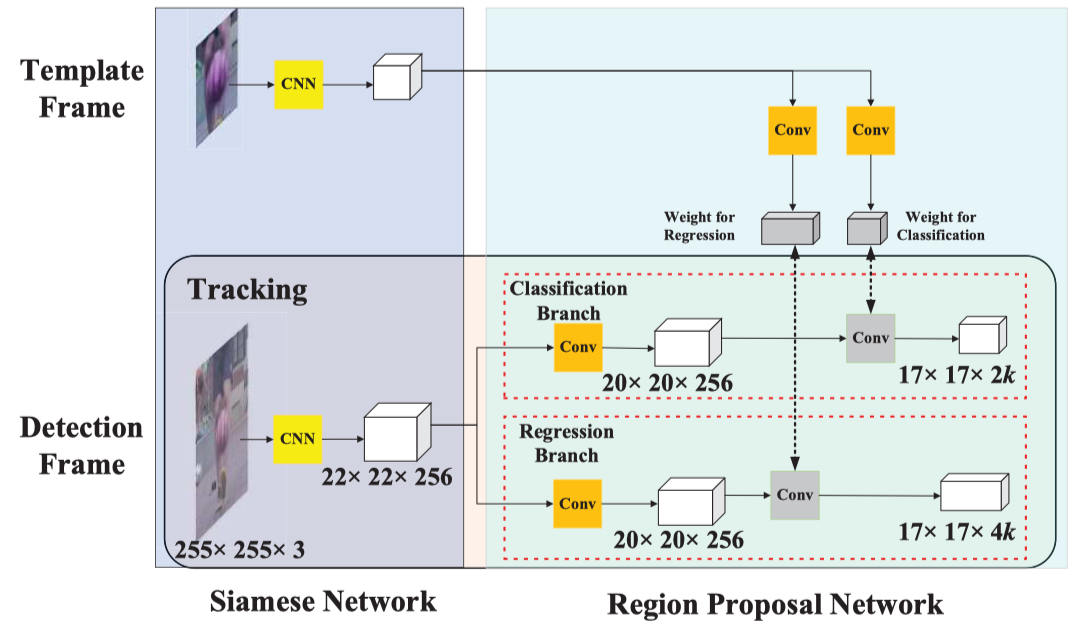 Template
Frame
CNN
Conv
Conv
Weight for
Regression
Weight for
Classification
Tracking
Classification
Branch
Conv
20× 20× 256
Conv
17× 17× 2k
Detection
Frame
CNN
22× 22× 256
255× 255× 3
Regression
Branch
Conv
20× 20× 256
Conv
17× 17× 4k
Siamese Network
Region Proposal Network